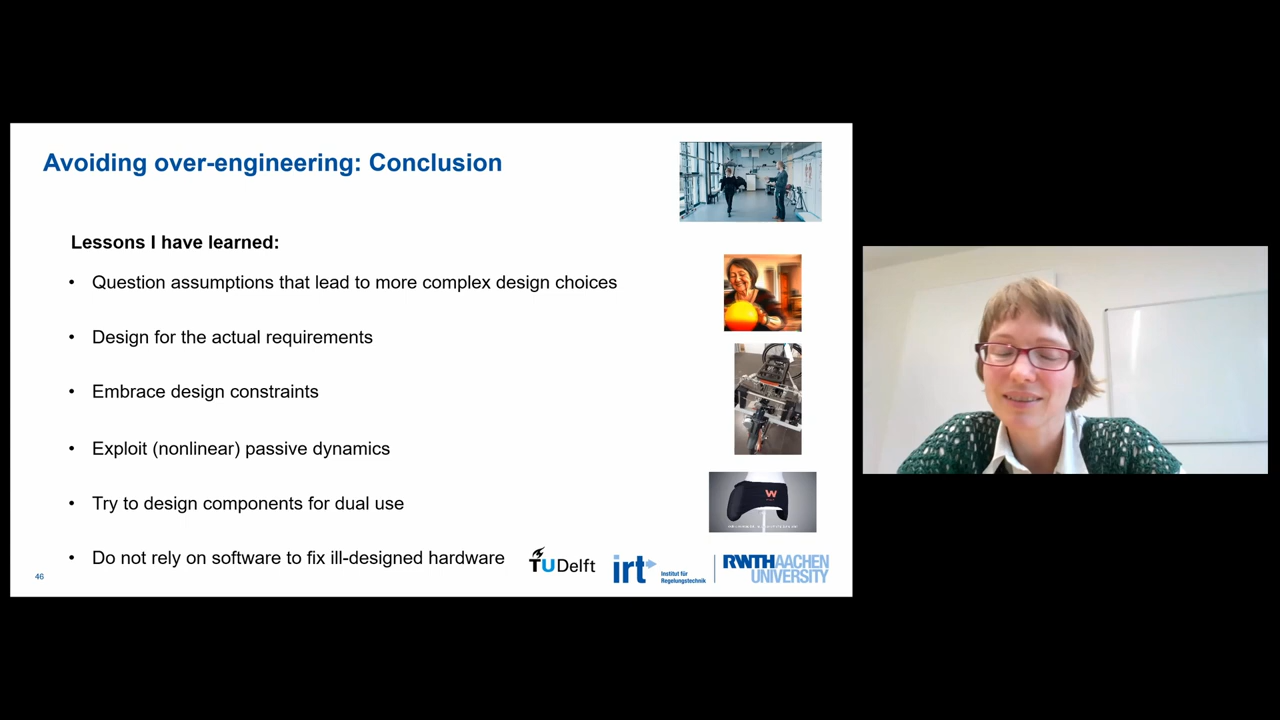 Avoiding over-engineering: Conclusion
Lessons I have learned:
• Question assumptions that lead to more complex design choices
• Design for the actual requirements
• Embrace design constraints
• Exploit (nonlinear) passive dynamics
• Try to design components for dual use
• Do not rely on software to fix ill-designed hardware
W
46
TUDelft
irt
Institut für
Regelungstechnik
RWTHAACHEN
UNIVERSITY